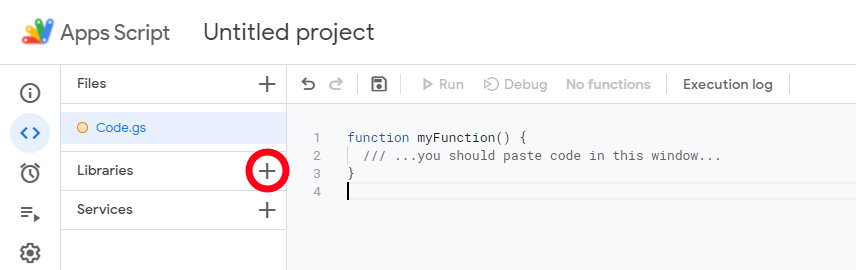 Apps Script Untitled project
Files
Run Debug No functions Execution log
Code.gs
Libraries
Services
1 function myFunction() {
2 /// ...you should paste code in this window...
3 }
4